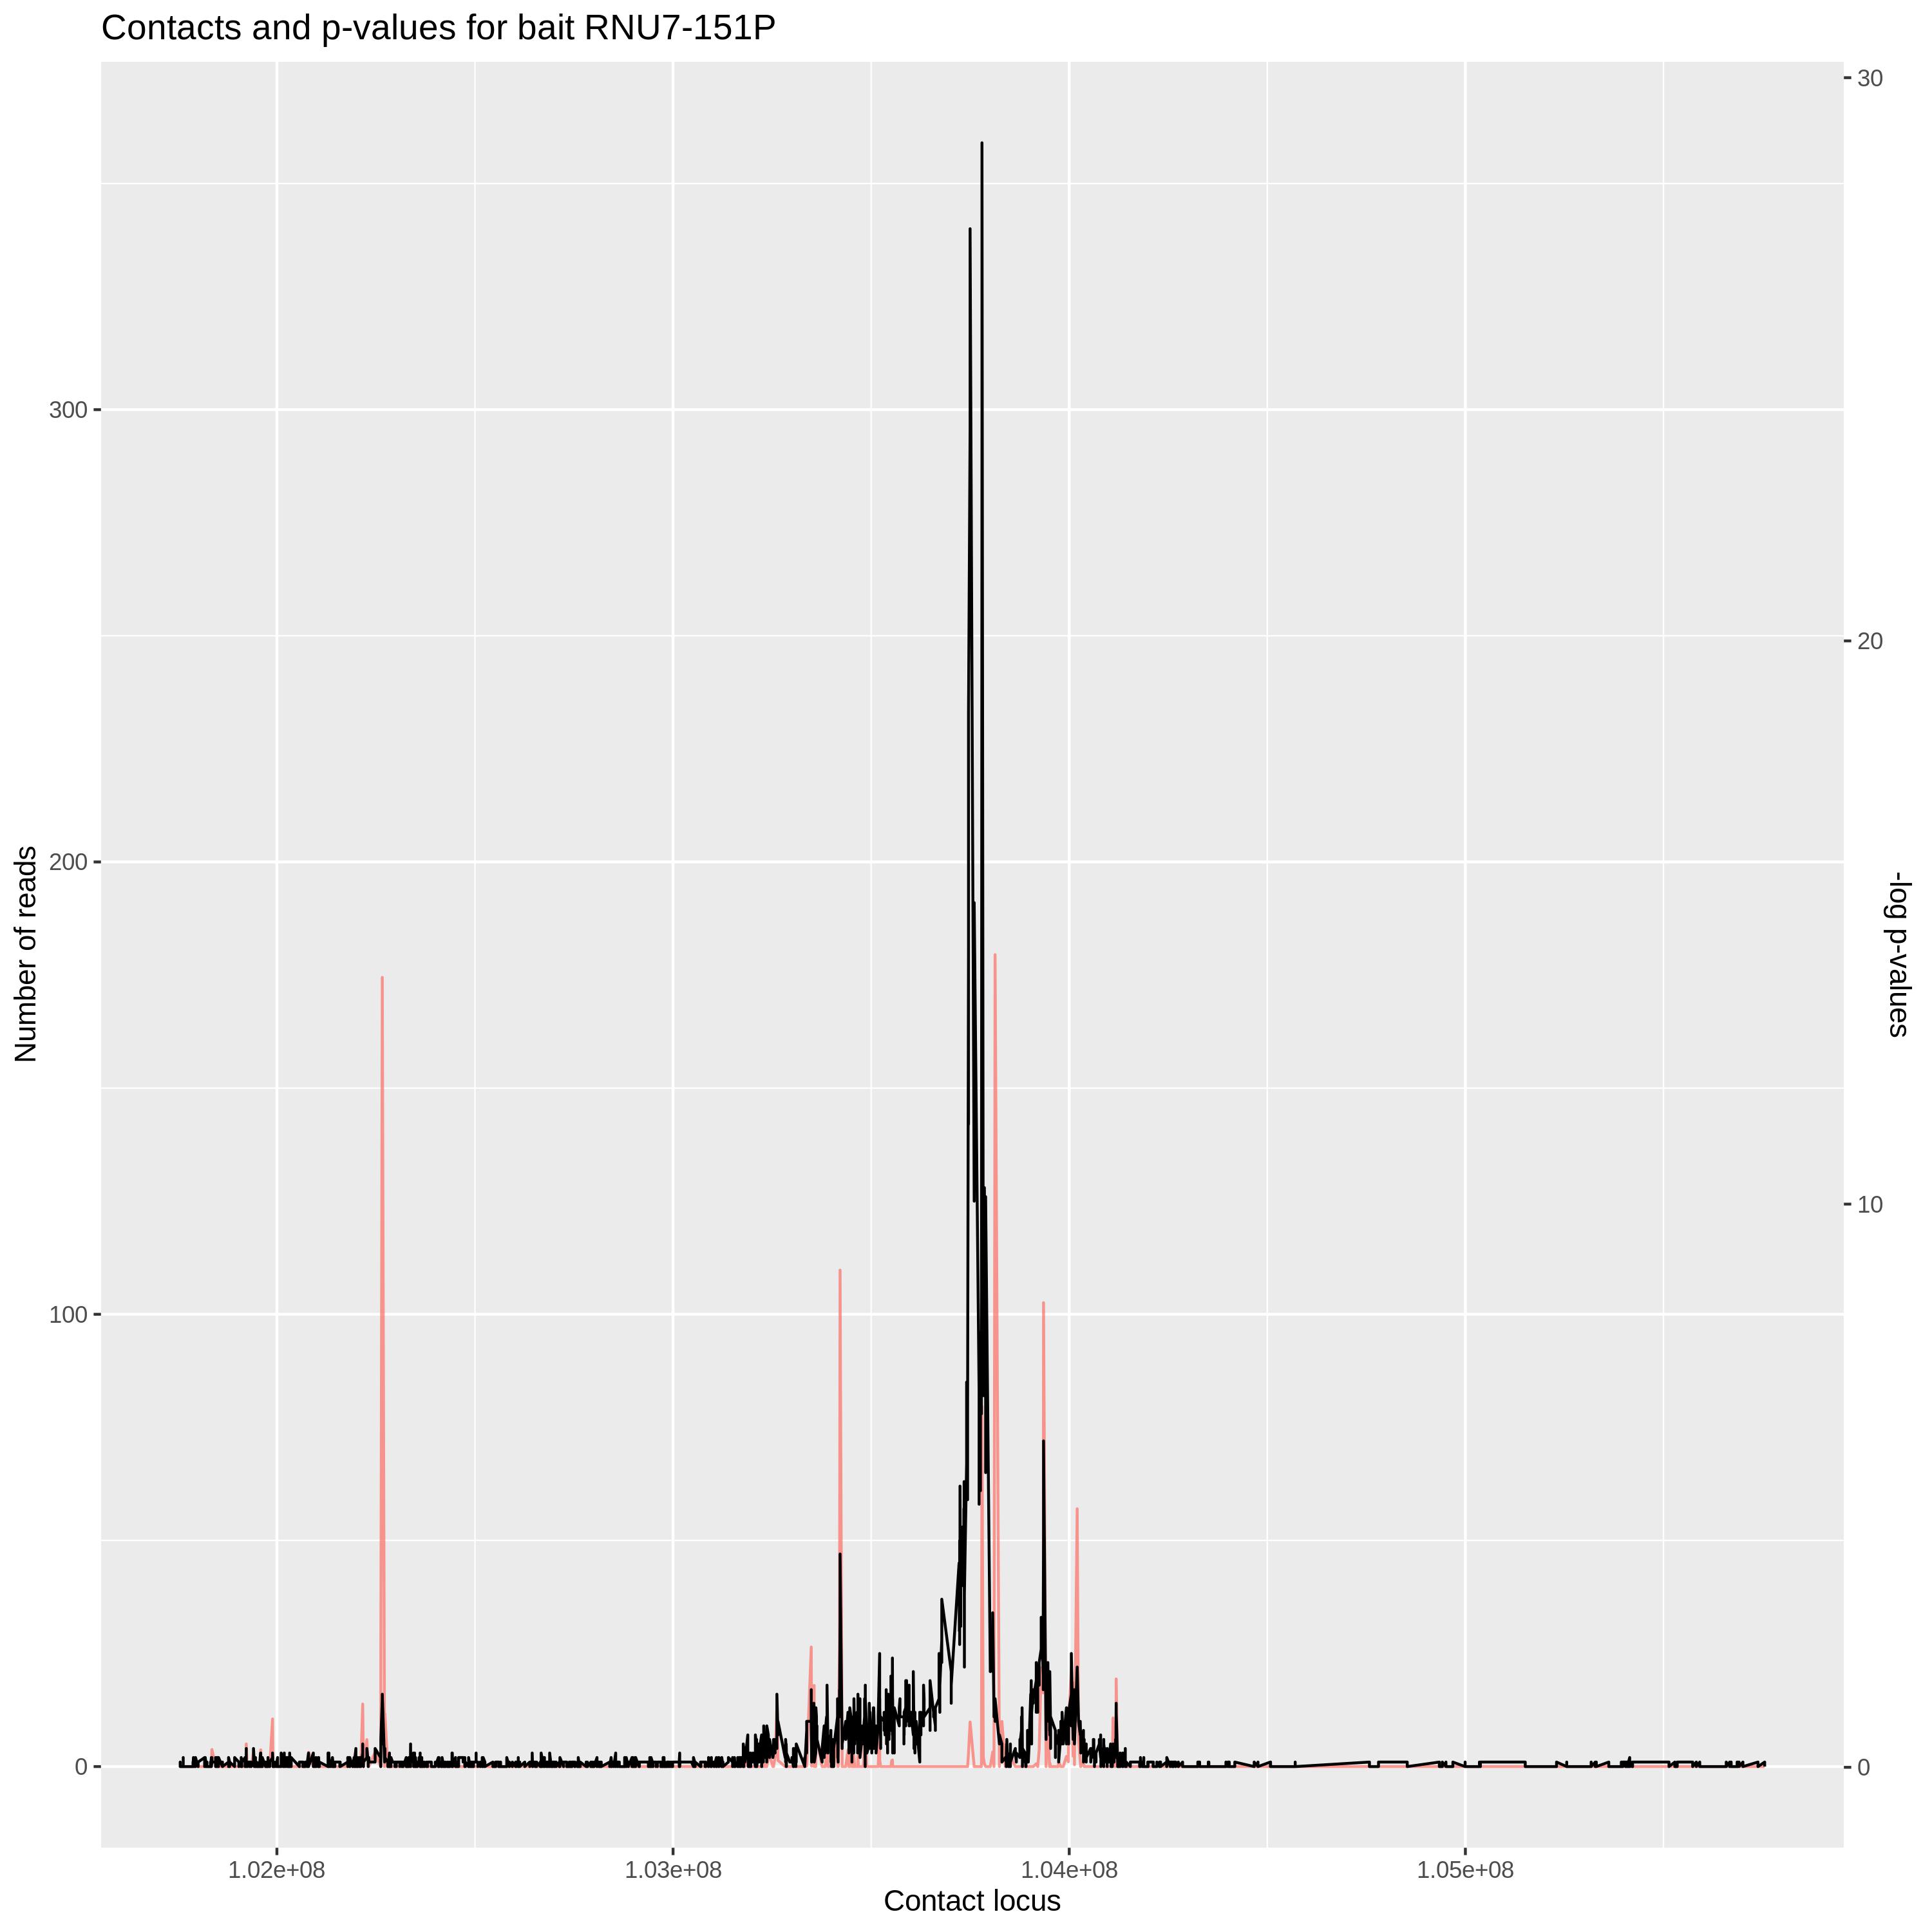 Contacts and p-values for bait RNU7-151P
30
300
20
200
Number of reads
-log p-values
10
100
0
0
1.02e+08
1.03e+08
1.04e+08
1.05e+08
Contact locus